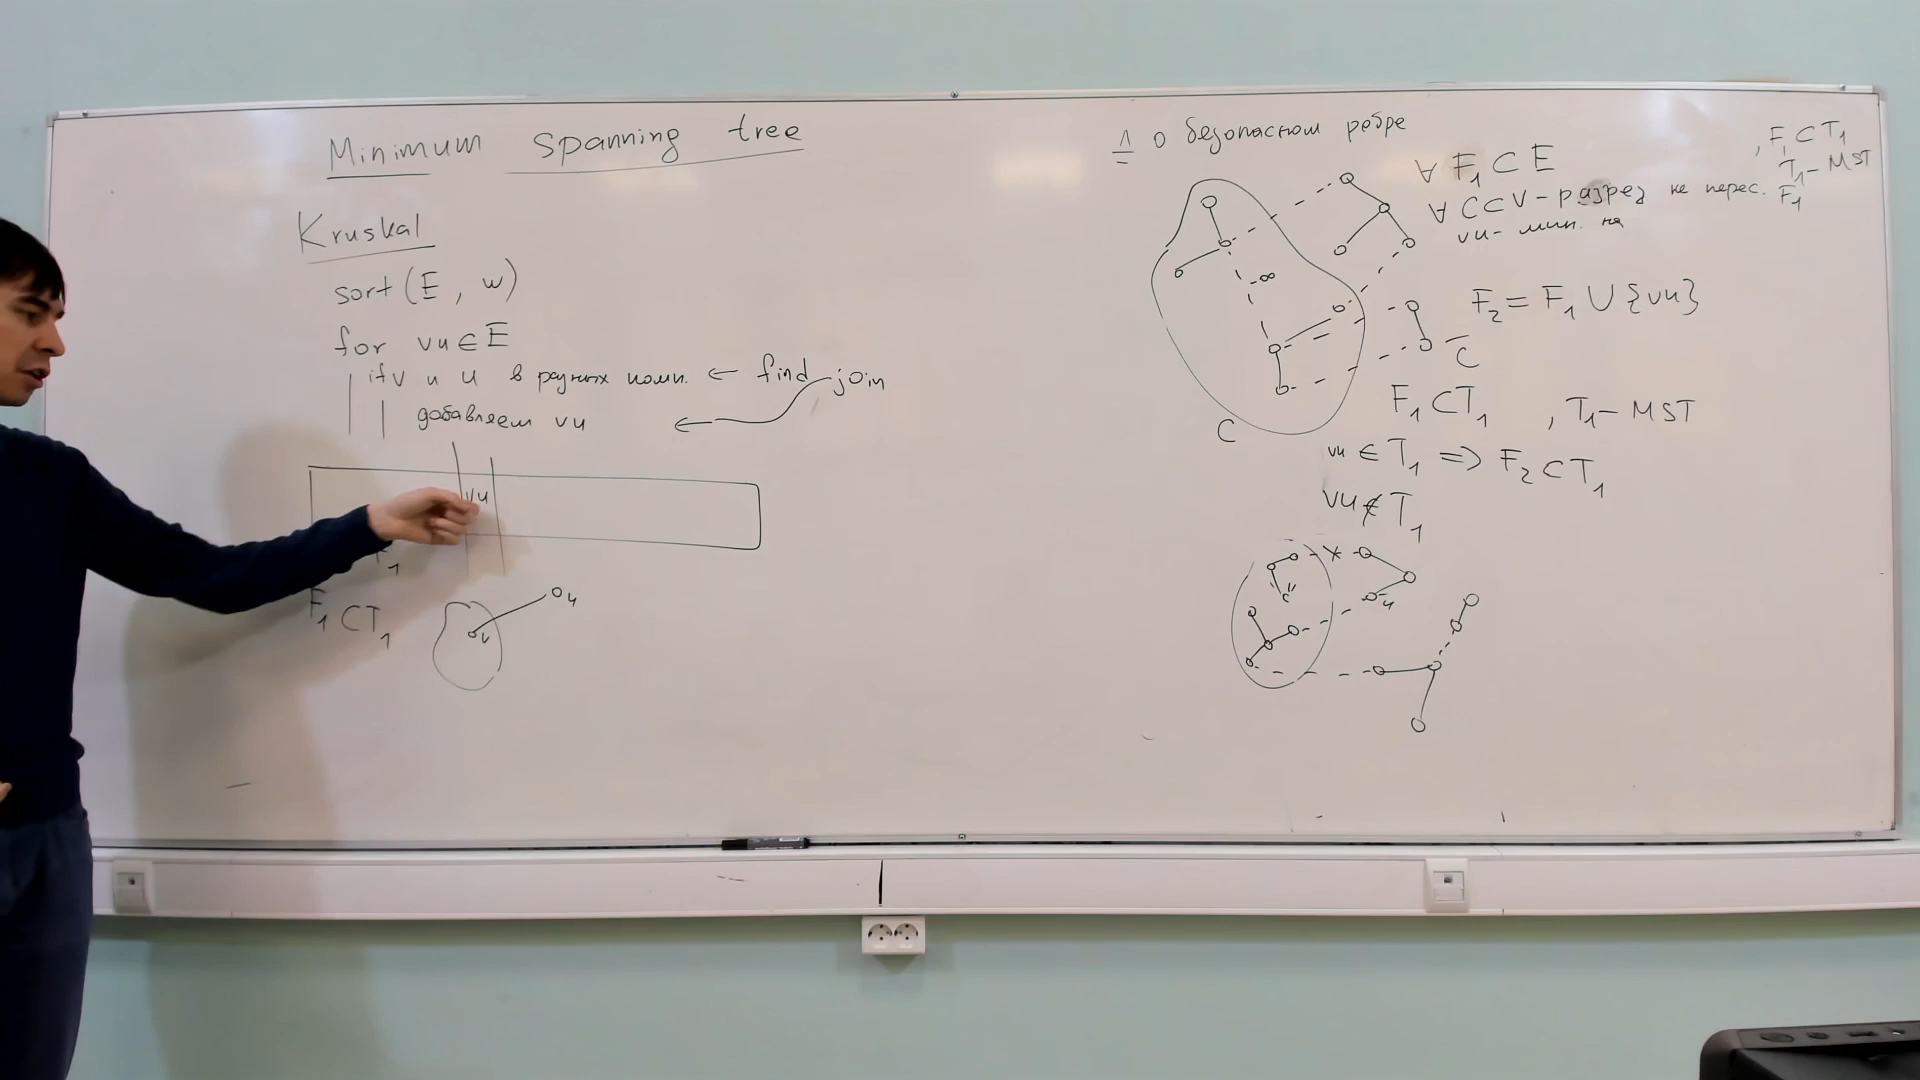 Minimum spanning tree
Kruskal
sort(E, w)
for vu ∈ E
if v и u в разных комп. ← find join
добавляем vu ←
vu
F₁
F₁ ⊂ T₁
v u
Л о безопасном ребре
∀ F₁ ⊂ E , F₁ ⊂ T₁
T₁ - MST
∀ C ⊂ V - разрез не перес. F₁
vu - мин. на
-∞
F₂ = F₁ ∪ {vu}
C̅
C
F₁ ⊂ T₁ , T₁ - MST
vu ∈ T₁ => F₂ ⊂ T₁
vu ∉ T₁
u